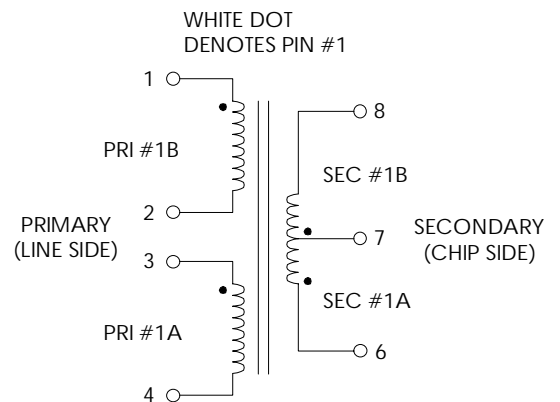 WHITE DOT
DENOTES PIN #1
1
8
PRI #1B
SEC #1B
2
PRIMARY
(LINE SIDE)
7
SECONDARY
(CHIP SIDE)
3
SEC #1A
PRI #1A
6
4